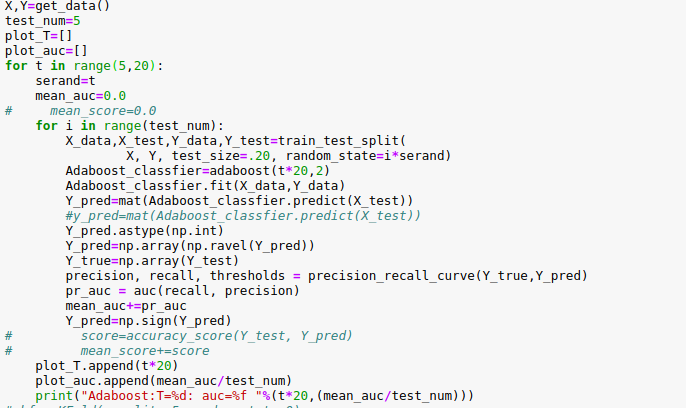 X,Y=get_data()
test_num=5
plot_T=[]
plot_auc=[]
for t in range(5,20):
    serand=t
    mean_auc=0.0
#     mean_score=0.0
    for i in range(test_num):
        X_data,X_test,Y_data,Y_test=train_test_split(
                X, Y, test_size=.20, random_state=i*serand)
        Adaboost_classfier=adaboost(t*20,2)
        Adaboost_classfier.fit(X_data,Y_data)
        Y_pred=mat(Adaboost_classfier.predict(X_test))
        #y_pred=mat(Adaboost_classfier.predict(X_test))
        Y_pred.astype(np.int)
        Y_pred=np.array(np.ravel(Y_pred))
        Y_true=np.array(Y_test)
        precision, recall, thresholds = precision_recall_curve(Y_true,Y_pred)
        pr_auc = auc(recall, precision)
        mean_auc+=pr_auc
        Y_pred=np.sign(Y_pred)
#         score=accuracy_score(Y_test, Y_pred)
#         mean_score+=score
    plot_T.append(t*20)
    plot_auc.append(mean_auc/test_num)
    print("Adaboost:T=%d: auc=%f "%(t*20,(mean_auc/test_num)))